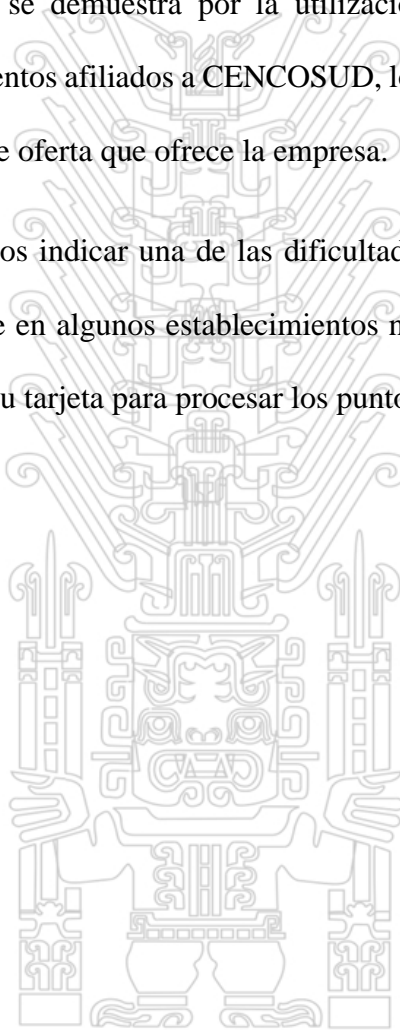 se demuestra por la utilizació
entos afiliados a CENCOSUD, l
e oferta que ofrece la empresa.
os indicar una de las dificultad
e en algunos establecimientos n
u tarjeta para procesar los punto